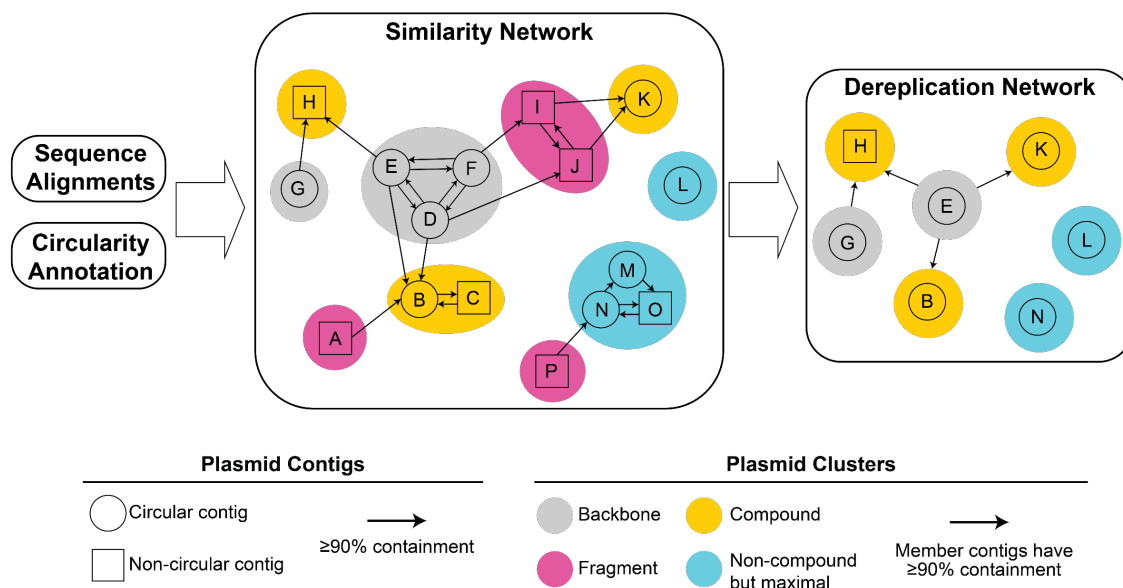 Similarity Network
Dereplication Network
Sequence
Alignments
Circularity
Annotation
H
G
E
F
D
I
J
K
L
B
C
A
M
N
O
P
H
K
E
G
L
B
N
Plasmid Contigs
Circular contig
Non-circular contig
≥90% containment
Plasmid Clusters
Backbone
Compound
Fragment
Non-compound
but maximal
Member contigs have
≥90% containment